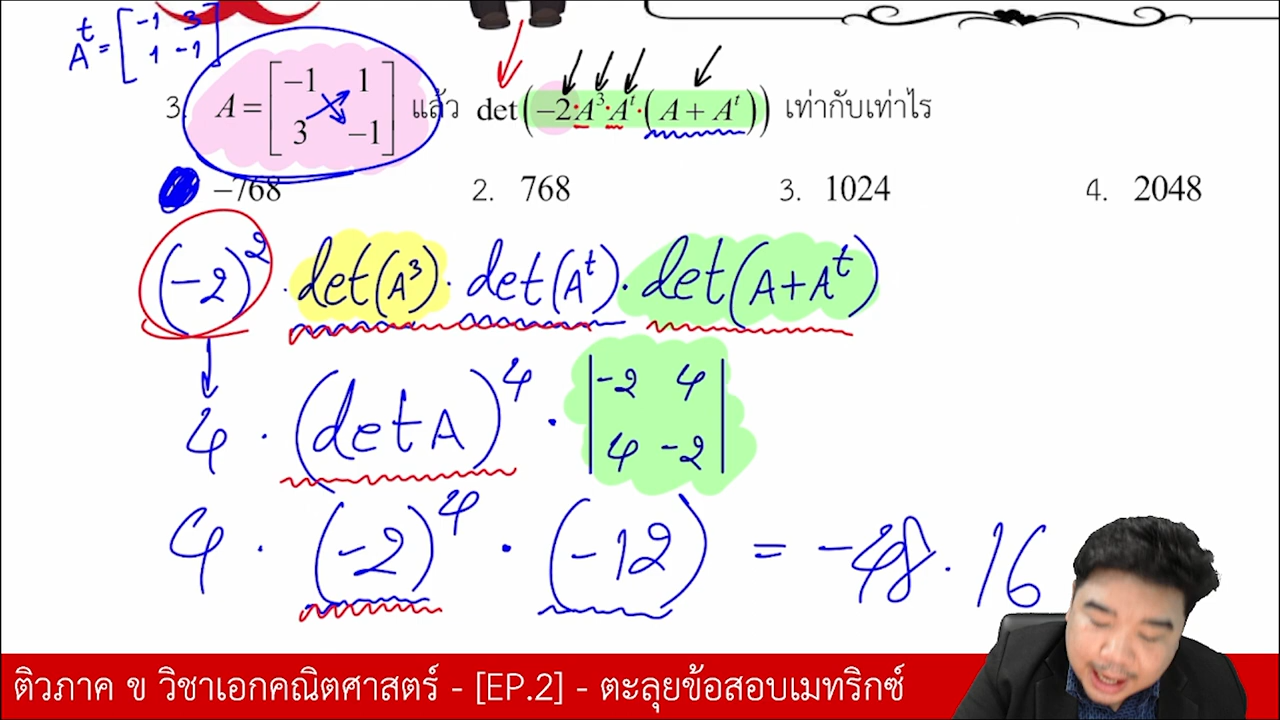 Aᵗ = [-1 3
1 -1]
3. A = [-1 1
3 -1] แล้ว det(-2A³Aᵗ(A + Aᵗ)) เท่ากับเท่าไร
-768 2. 768 3. 1024 4. 2048
(-2)² · det(A³) · det(Aᵗ) · det(A+Aᵗ)
4 · (det A)⁴ · |-2 4
4 -2|
4 · (-2)⁴ · (-12) = -48 · 16
ติวภาค ข วิชาเอกคณิตศาสตร์ - [EP.2] - ตะลุยข้อสอบเมทริกซ์